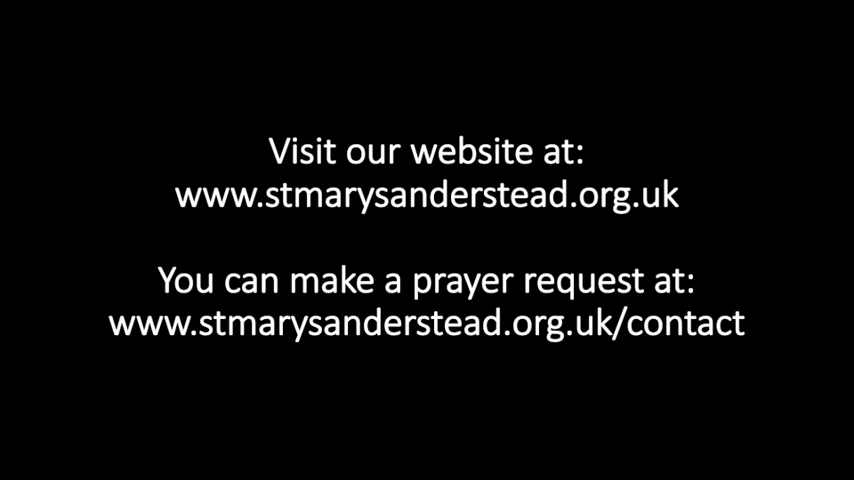 Visit our website at:
www.stmarysanderstead.org.uk
You can make a prayer request at:
www.stmarysanderstead.org.uk/contact